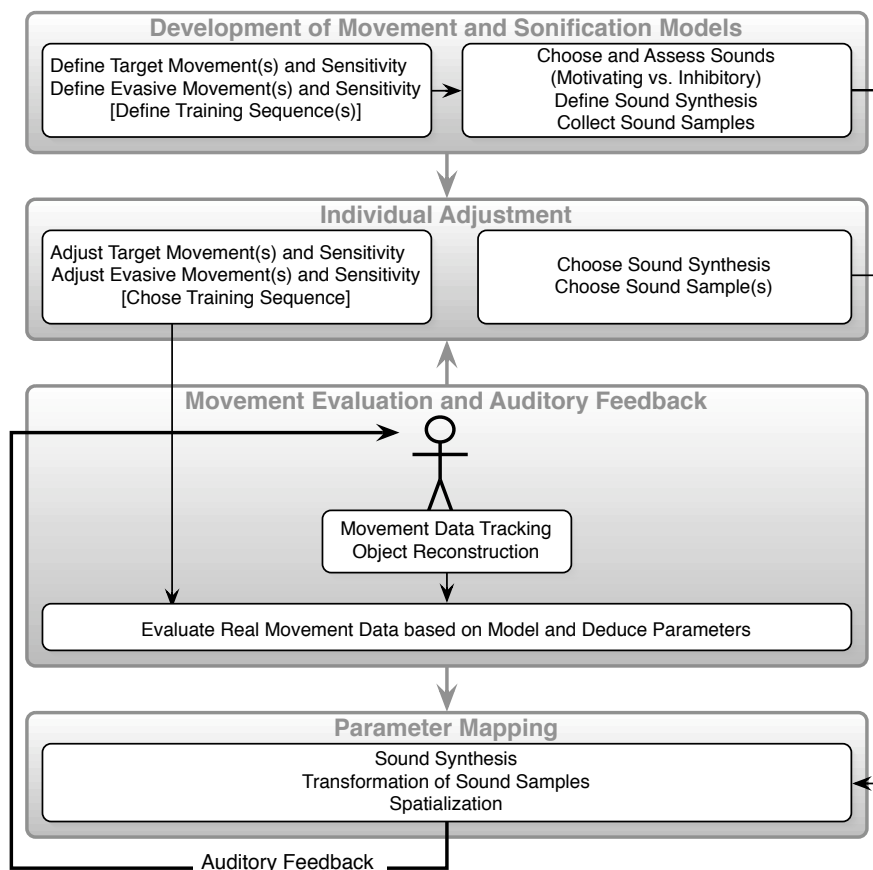 Development of Movement and Sonification Models
Define Target Movement(s) and Sensitivity
Define Evasive Movement(s) and Sensitivity
[Define Training Sequence(s)]
Choose and Assess Sounds
(Motivating vs. Inhibitory)
Define Sound Synthesis
Collect Sound Samples
Individual Adjustment
Adjust Target Movement(s) and Sensitivity
Adjust Evasive Movement(s) and Sensitivity
[Chose Training Sequence]
Choose Sound Synthesis
Choose Sound Sample(s)
Movement Evaluation and Auditory Feedback
Movement Data Tracking
Object Reconstruction
Evaluate Real Movement Data based on Model and Deduce Parameters
Parameter Mapping
Sound Synthesis
Transformation of Sound Samples
Spatialization
Auditory Feedback